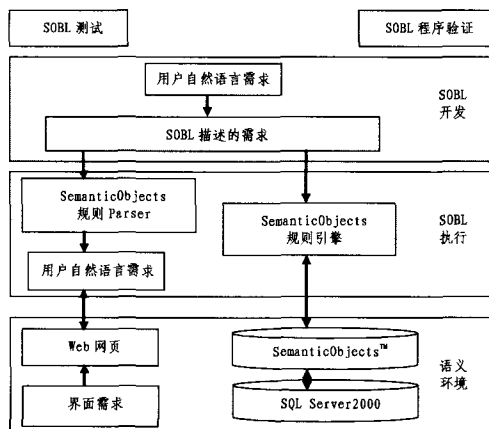 SOBL 测试
SOBL 程序验证
用户自然语言需求
SOBL 描述的需求
SOBL
开发
SemanticObjects
规则 Parser
SemanticObjects
规则引擎
用户自然语言需求
SOBL
执行
Web 网页
界面需求
SemanticObjects™
SQL Server2000
语义
环境